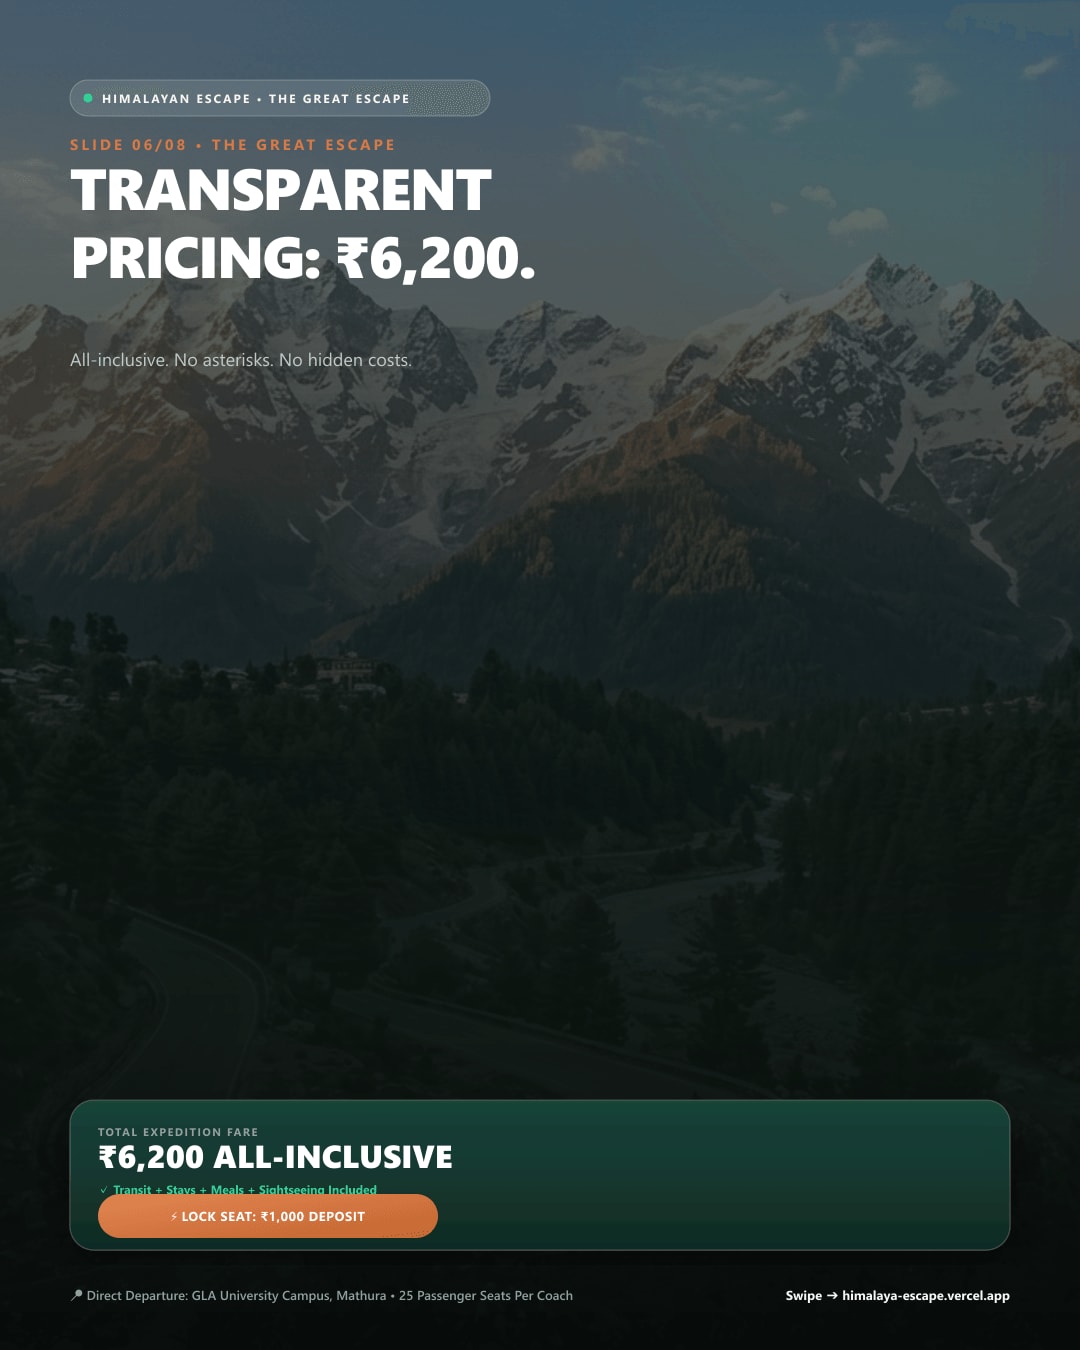 HIMALAYAN ESCAPE • THE GREAT ESCAPE
SLIDE 06/08 • THE GREAT ESCAPE
TRANSPARENT
PRICING: ₹6,200.
All-inclusive. No asterisks. No hidden costs.
TOTAL EXPEDITION FARE
₹6,200 ALL-INCLUSIVE
✓ Transit + Stays + Meals + Sightseeing Included
⚡ LOCK SEAT: ₹1,000 DEPOSIT
📍 Direct Departure: GLA University Campus, Mathura • 25 Passenger Seats Per Coach
Swipe → himalaya-escape.vercel.app